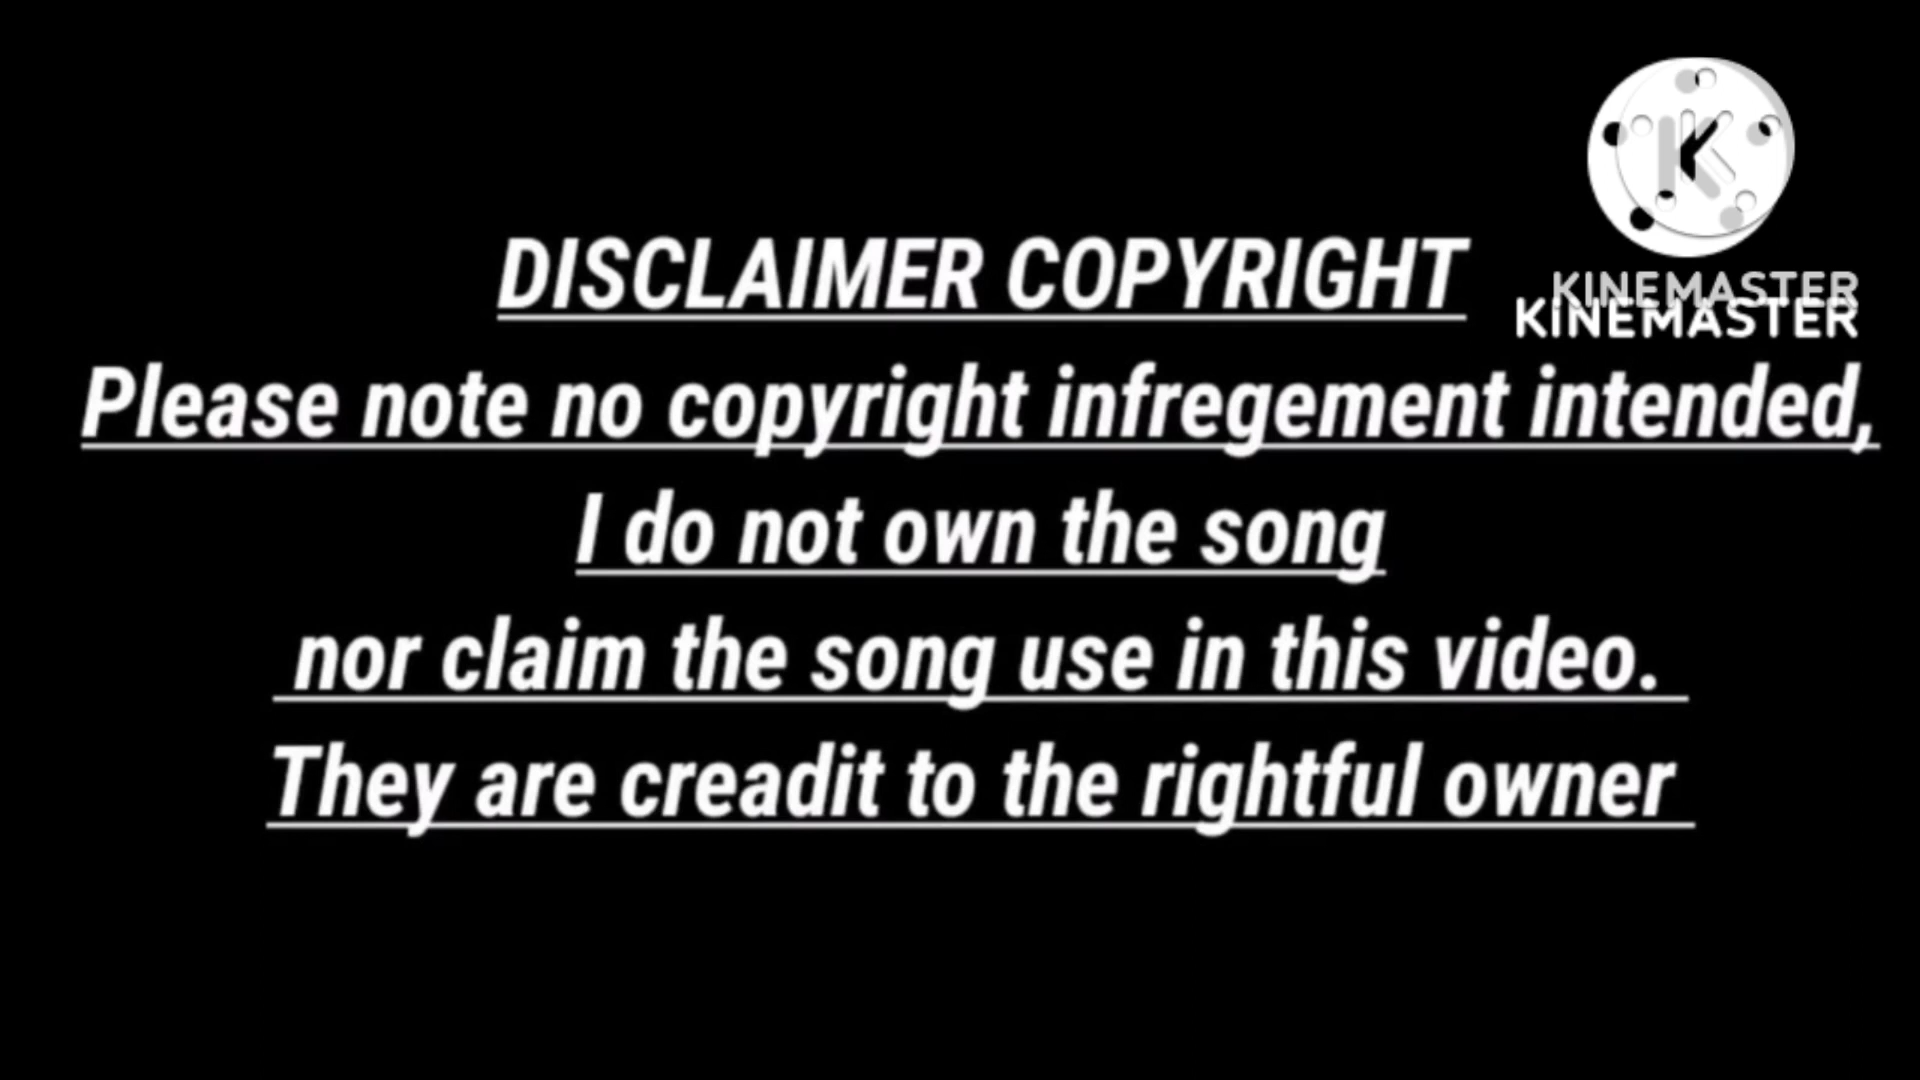 DISCLAIMER COPYRIGHT
KINEMASTER
KINEMASTER
Please note no copyright infregement intended,
I do not own the song
nor claim the song use in this video.
They are creadit to the rightful owner